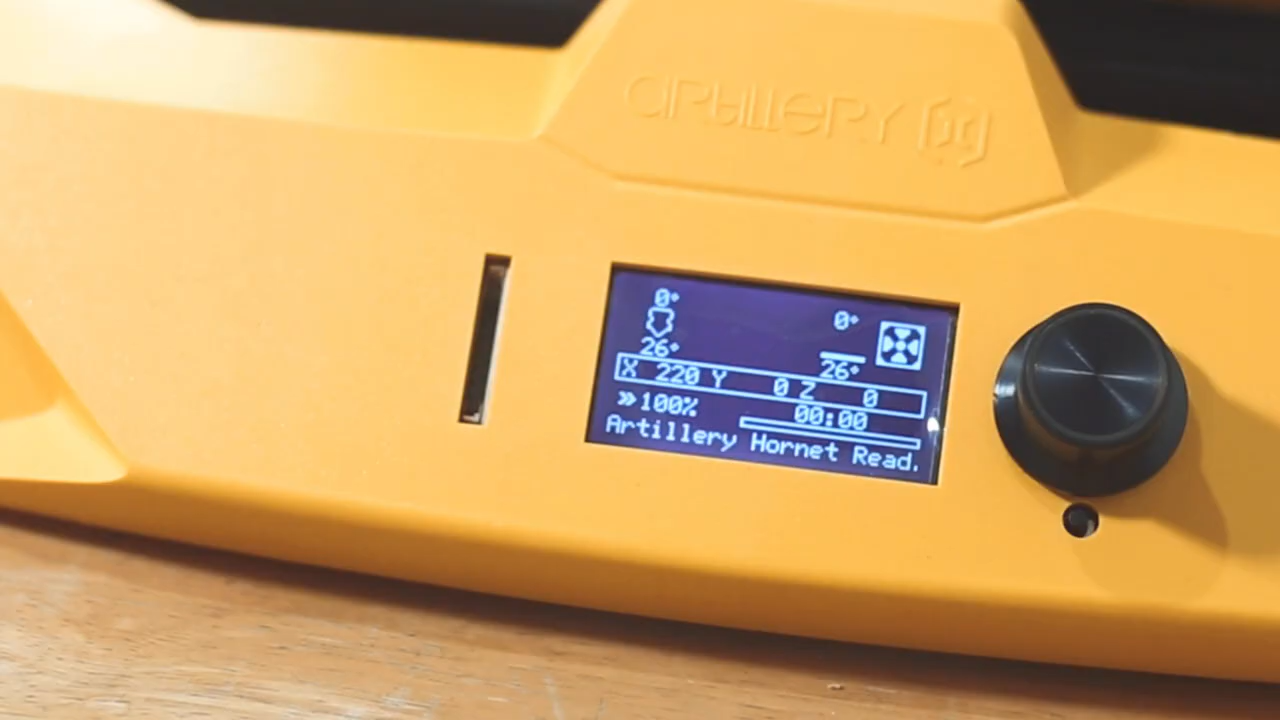 ARTILLERY
0°
0°
26°
26°
X 220 Y 0 Z 0
»100% 00:00
Artillery Hornet Read.